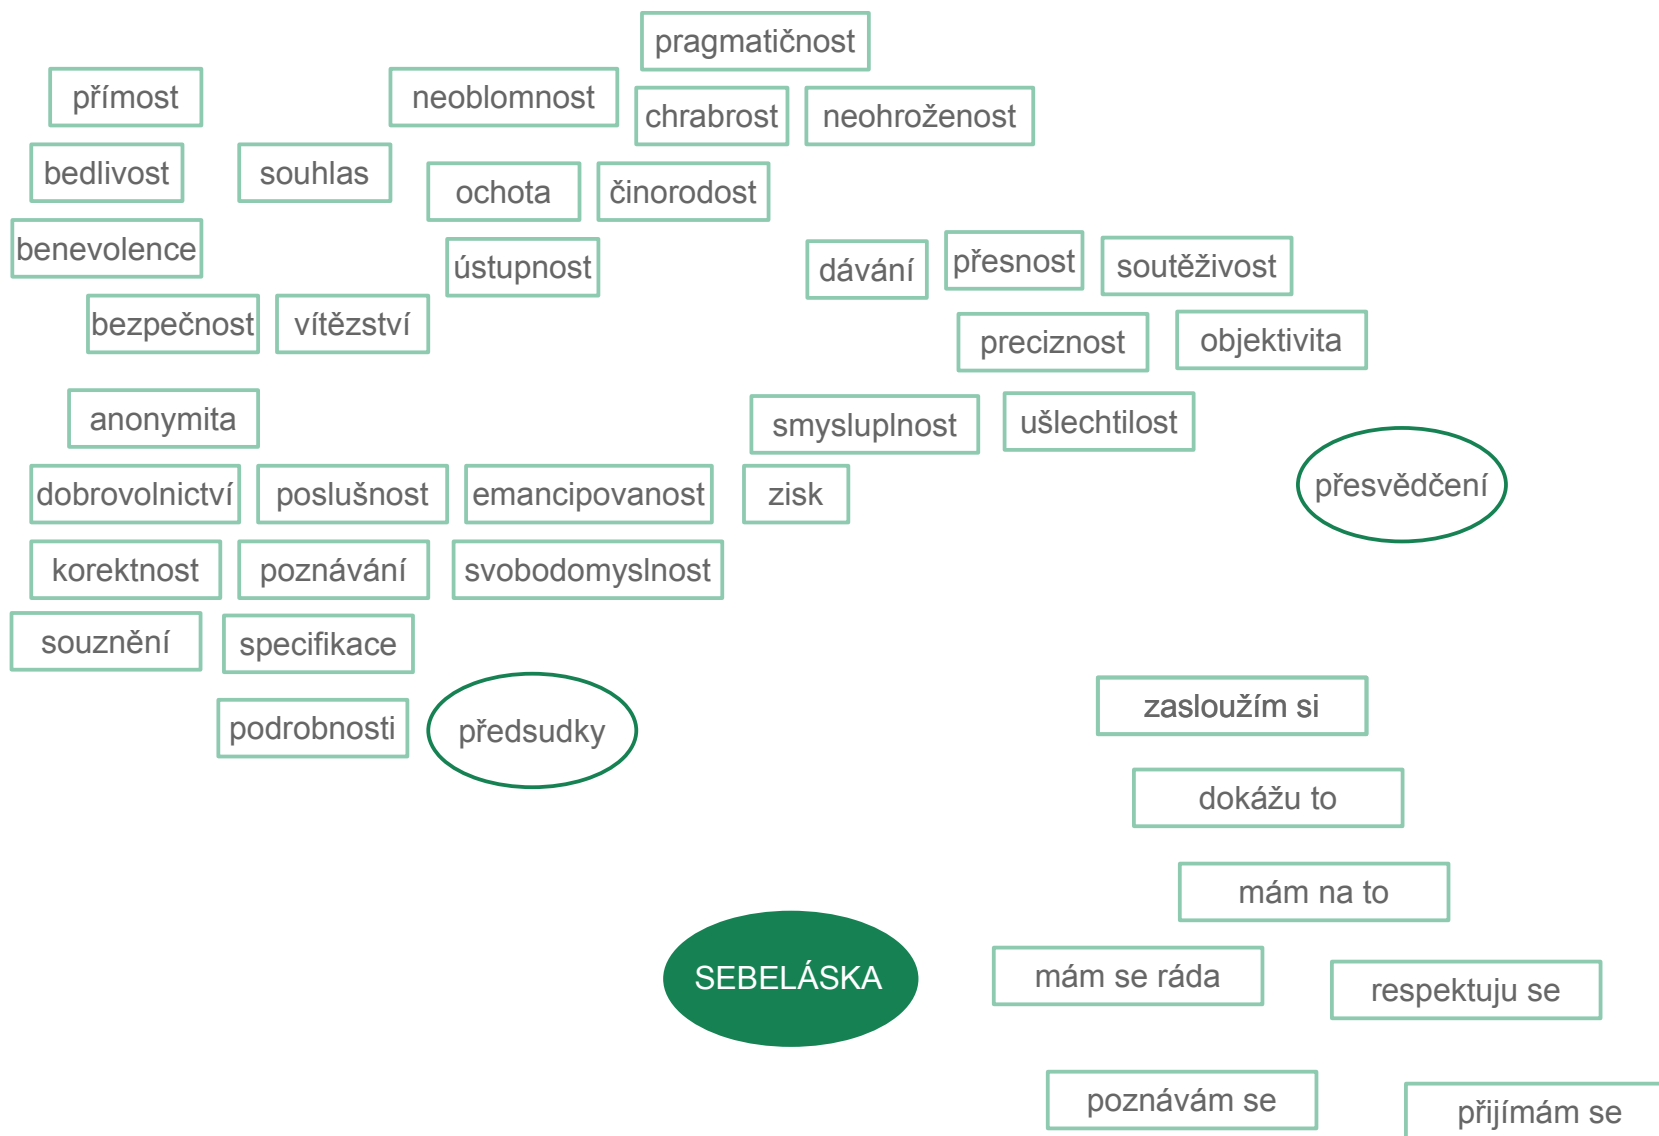 pragmatičnost
přímost
neoblomnost
chrabrost
neohroženost
bedlivost
souhlas
ochota
činorodost
benevolence
ústupnost
dávání
přesnost
soutěživost
bezpečnost
vítězství
preciznost
objektivita
anonymita
smysluplnost
ušlechtilost
přesvědčení
dobrovolnictví
poslušnost
emancipovanost
zisk
korektnost
poznávání
svobodomyslnost
souznění
specifikace
podrobnosti
předsudky
zasloužím si
dokážu to
mám na to
SEBELÁSKA
mám se ráda
respektuju se
poznávám se
přijímám se